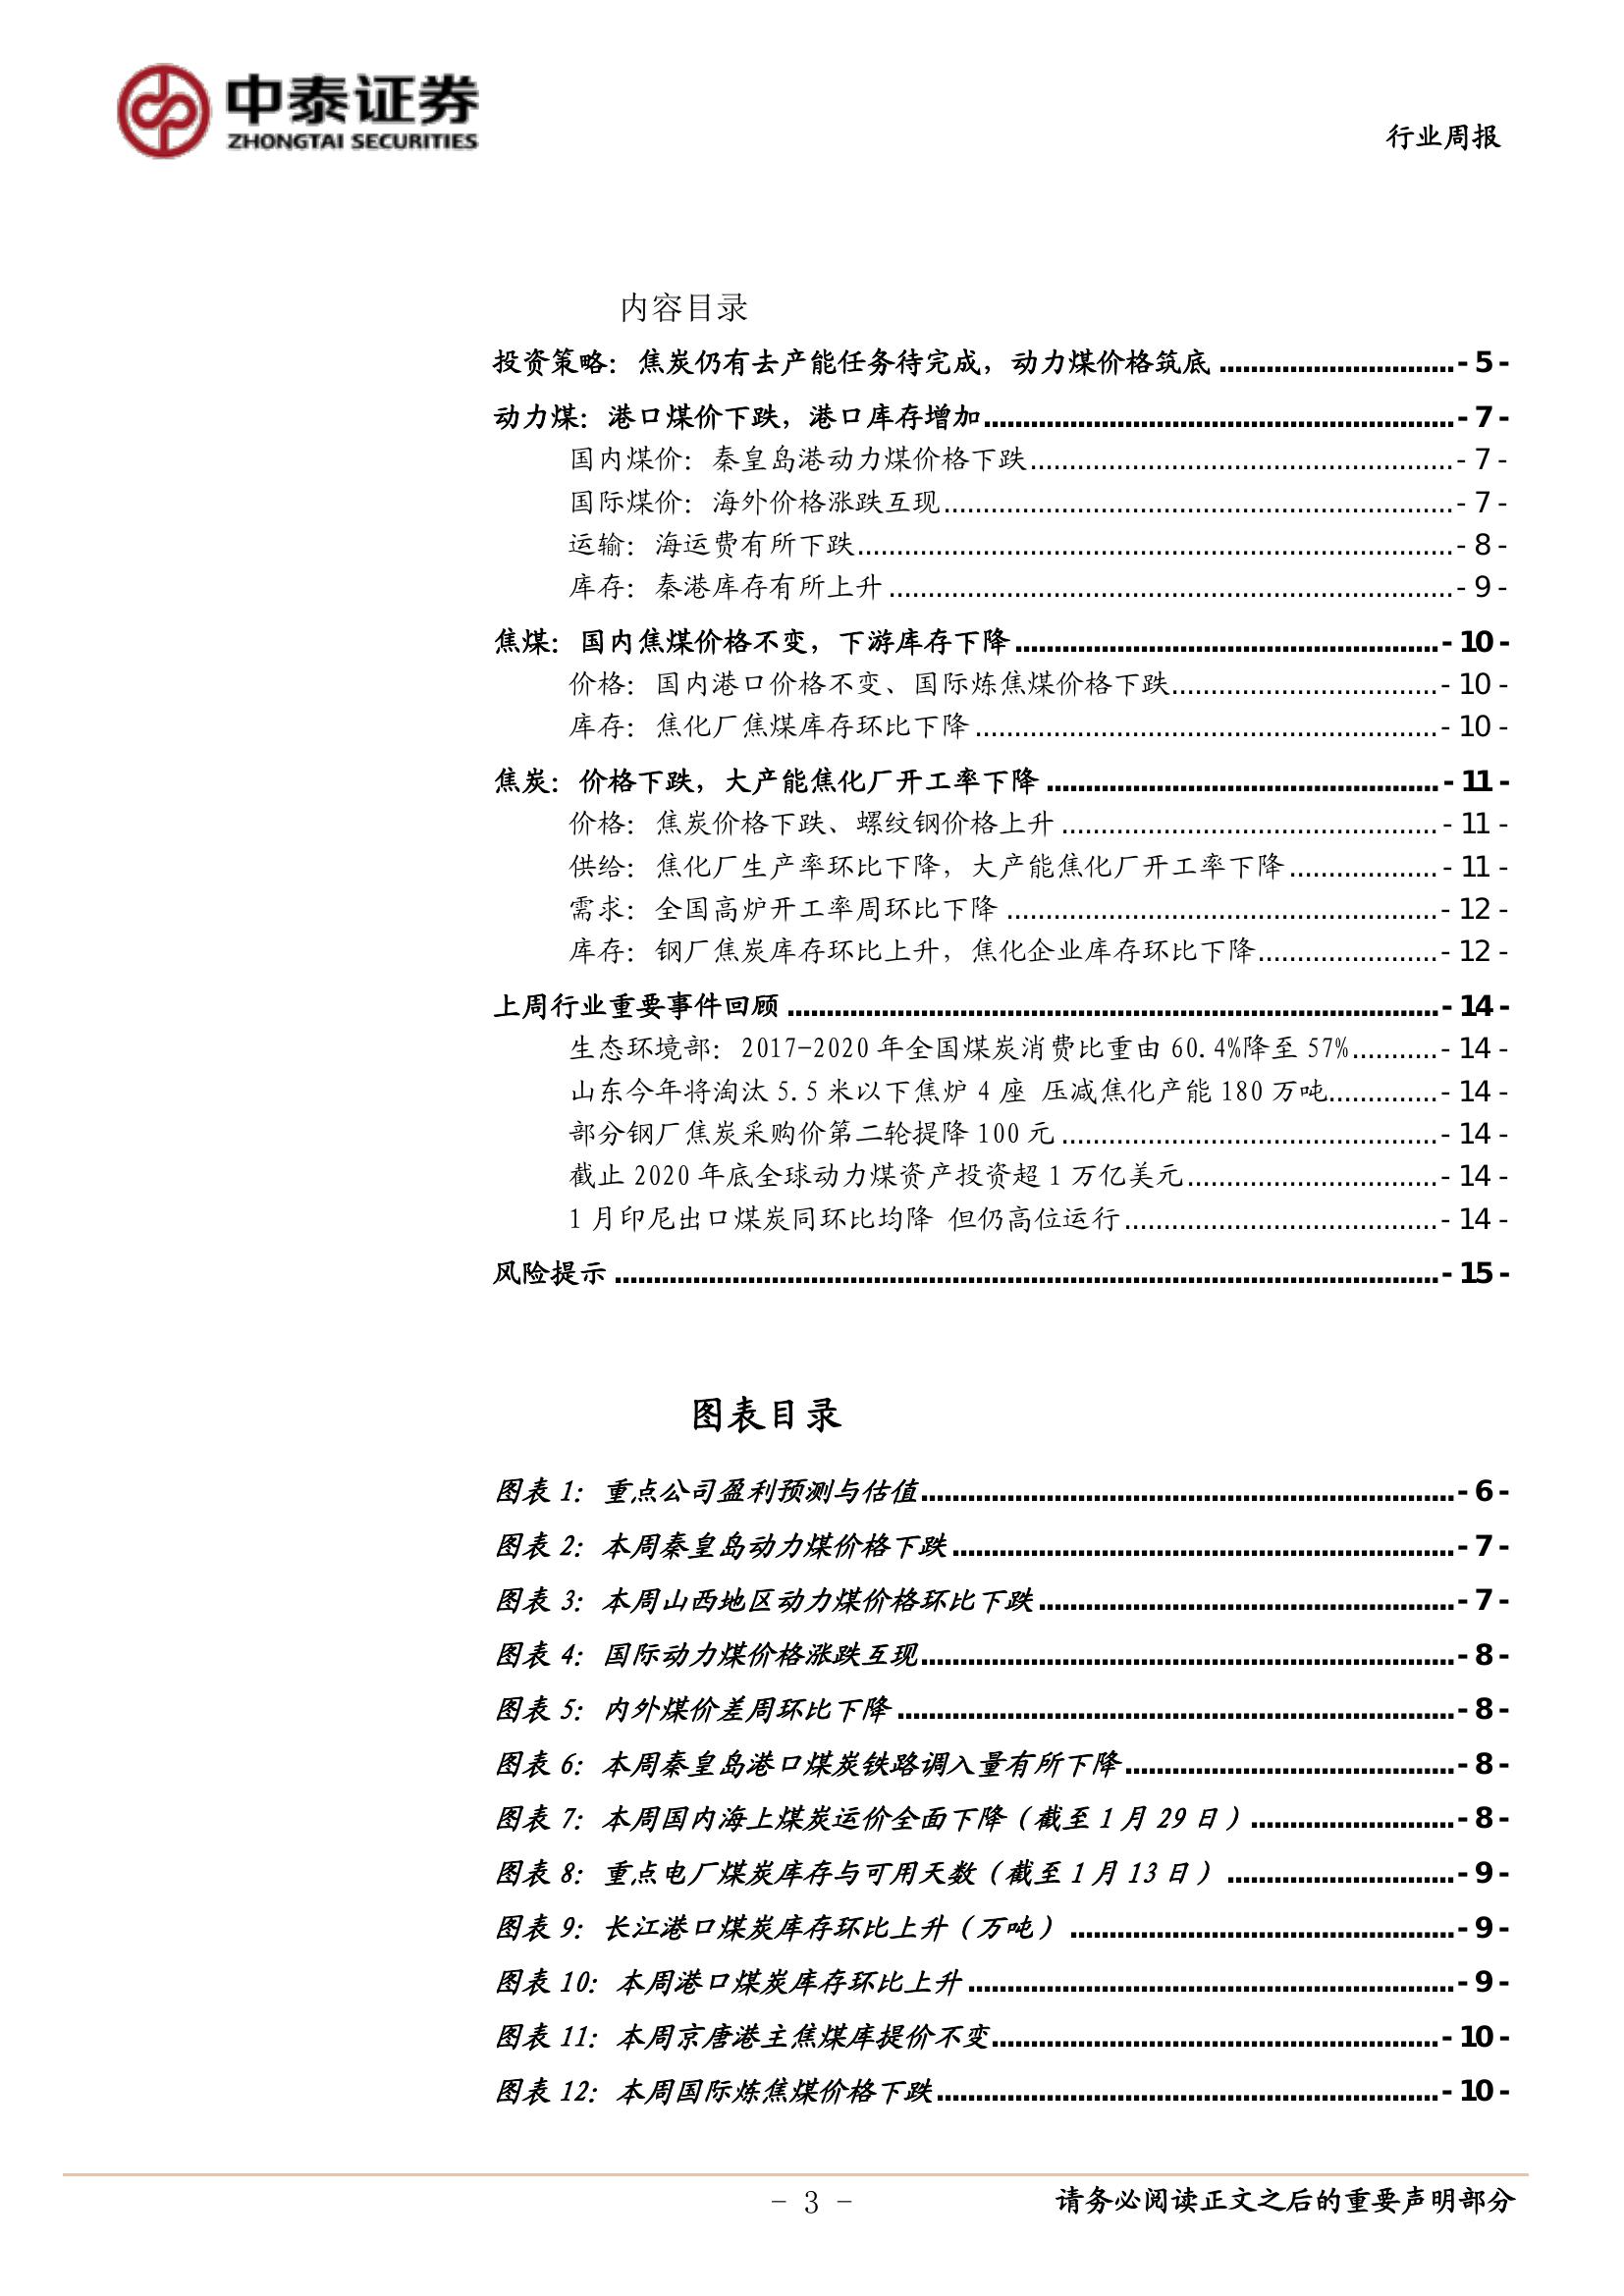 中泰证券
ZHONGTAI SECURITIES
行业周报
内容目录
投资策略：焦炭仍有去产能任务待完成，动力煤价格筑底..............................- 5 -
动力煤：港口煤价下跌，港口库存增加............................................................- 7 -
国内煤价：秦皇岛港动力煤价格下跌......................................................- 7 -
国际煤价：海外价格涨跌互现.................................................................- 7 -
运输：海运费有所下跌............................................................................- 8 -
库存：秦港库存有所上升........................................................................- 9 -
焦煤：国内焦煤价格不变，下游库存下降......................................................- 10 -
价格：国内港口价格不变、国际炼焦煤价格下跌..................................- 10 -
库存：焦化厂焦煤库存环比下降...........................................................- 10 -
焦炭：价格下跌，大产能焦化厂开工率下降..................................................- 11 -
价格：焦炭价格下跌、螺纹钢价格上升................................................- 11 -
供给：焦化厂生产率环比下降，大产能焦化厂开工率下降...................- 11 -
需求：全国高炉开工率周环比下降.......................................................- 12 -
库存：钢厂焦炭库存环比上升，焦化企业库存环比下降.......................- 12 -
上周行业重要事件回顾...................................................................................- 14 -
生态环境部：2017-2020 年全国煤炭消费比重由 60.4%降至 57%...........- 14 -
山东今年将淘汰 5.5 米以下焦炉 4 座 压减焦化产能 180 万吨..............- 14 -
部分钢厂焦炭采购价第二轮提降 100 元................................................- 14 -
截止 2020 年底全球动力煤资产投资超 1 万亿美元................................- 14 -
1 月印尼出口煤炭同环比均降 但仍高位运行........................................- 14 -
风险提示.........................................................................................................- 15 -
图表目录
图表 1：重点公司盈利预测与估值....................................................................- 6 -
图表 2：本周秦皇岛动力煤价格下跌................................................................- 7 -
图表 3：本周山西地区动力煤价格环比下跌.....................................................- 7 -
图表 4：国际动力煤价格涨跌互现....................................................................- 8 -
图表 5：内外煤价差周环比下降.......................................................................- 8 -
图表 6：本周秦皇岛港口煤炭铁路调入量有所下降..........................................- 8 -
图表 7：本周国内海上煤炭运价全面下降（截至 1 月 29 日）..........................- 8 -
图表 8：重点电厂煤炭库存与可用天数（截至 1 月 13 日）.............................- 9 -
图表 9：长江港口煤炭库存环比上升（万吨）.................................................- 9 -
图表 10：本周港口煤炭库存环比上升..............................................................- 9 -
图表 11：本周京唐港主焦煤库提价不变.........................................................- 10 -
图表 12：本周国际炼焦煤价格下跌................................................................- 10 -
- 3 -
请务必阅读正文之后的重要声明部分